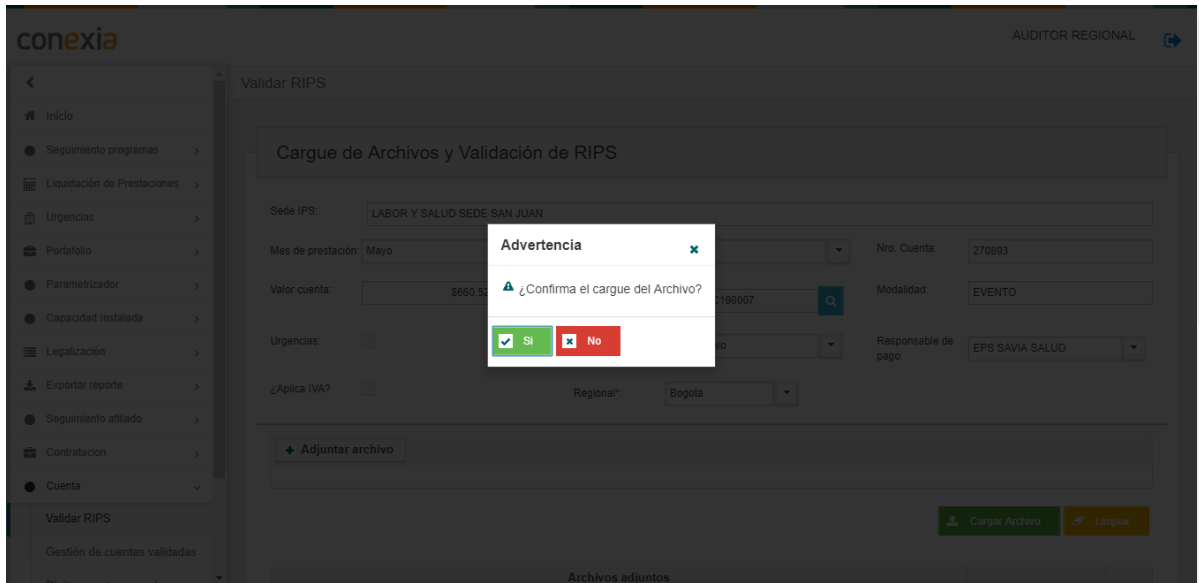 conexia
AUDITOR REGIONAL
Validar RIPS
Inicio
Seguimiento programas
Liquidación de Prestaciones
Urgencias
Portafolio
Parametrizador
Capacidad Instalada
Legalización
Exportar reporte
Seguimiento afiliado
Contratacion
Cuenta
Validar RIPS
Gestión de cuentas validadas
Cargue de Archivos y Validación de RIPS
Sede IPS: LABOR Y SALUD SEDE SAN JUAN
Mes de prestación: Mayo
Nro. Cuenta: 270893
Valor cuenta: $660.52
190007
Modalidad: EVENTO
Urgencias:
vo
Responsable de pago: EPS SAVIA SALUD
¿Aplica IVA?
Regional*: Bogota
Advertencia
¿Confirma el cargue del Archivo?
Si No
Adjuntar archivo
Cargar Archivo Limpiar
Archivos adjuntos